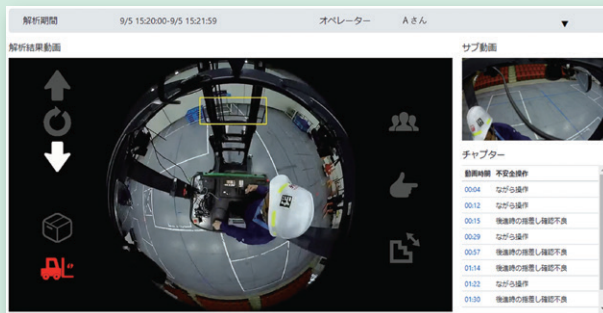 解析期間 9/5 15:20:00-9/5 15:21:59 オペレーター Aさん ▼
解析結果動画
サブ動画
チャプター
動画時間 不安全操作
00:04 ながら操作
00:12 ながら操作
00:15 後進時の指差し確認不良
00:29 ながら操作
00:57 後進時の指差し確認不良
01:14 後進時の指差し確認不良
01:22 ながら操作
01:30 後進時の指差し確認不良